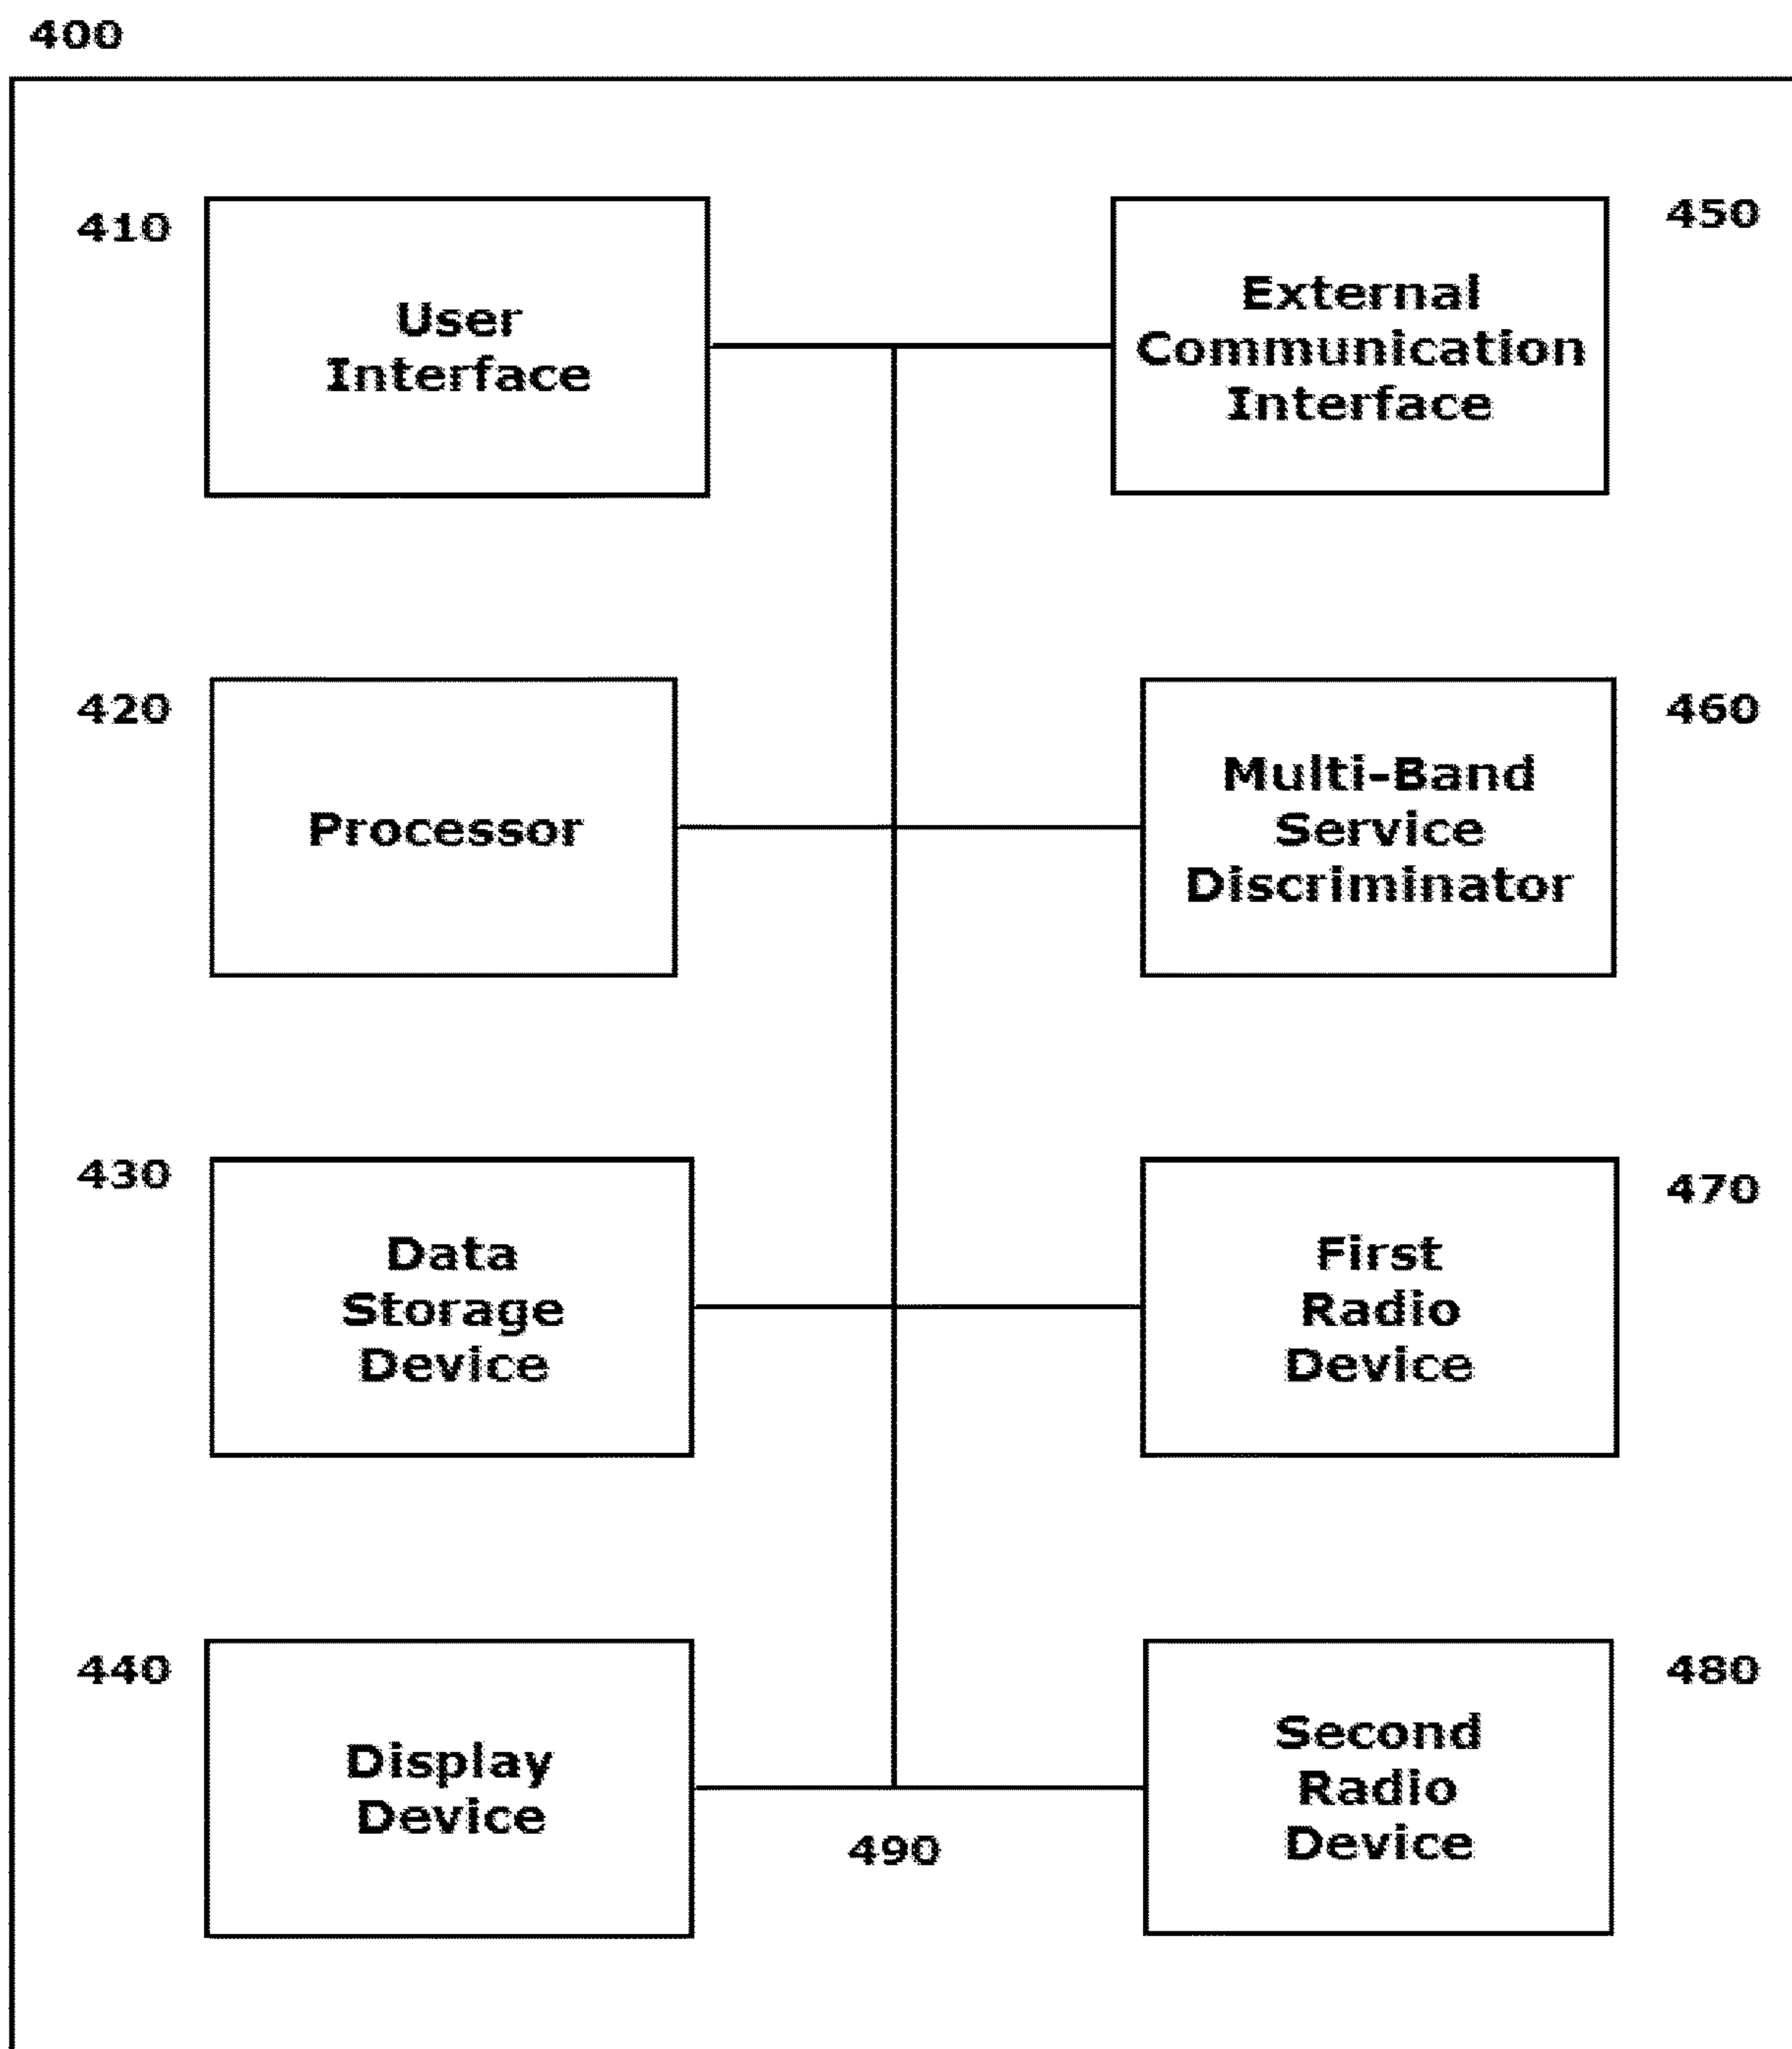 400
410
User
Interface
450
External
Communication
Interface
420
Processor
460
Multi-Band
Service
Discriminator
430
Data
Storage
Device
470
First
Radio
Device
440
Display
Device
480
Second
Radio
Device
490